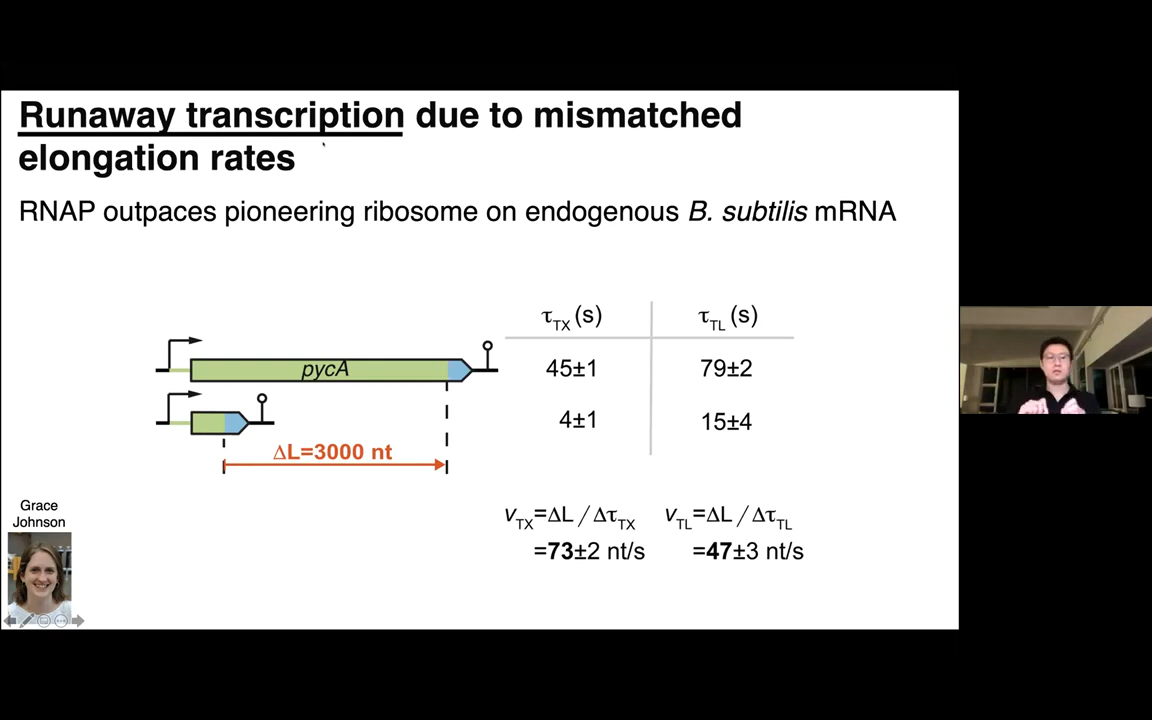 Runaway transcription due to mismatched
elongation rates
RNAP outpaces pioneering ribosome on endogenous B. subtilis mRNA
τTX (s) τTL (s)
pycA 45±1 79±2
4±1 15±4
ΔL=3000 nt
Grace
Johnson
vTX=ΔL / ΔτTX vTL=ΔL / ΔτTL
=73±2 nt/s =47±3 nt/s